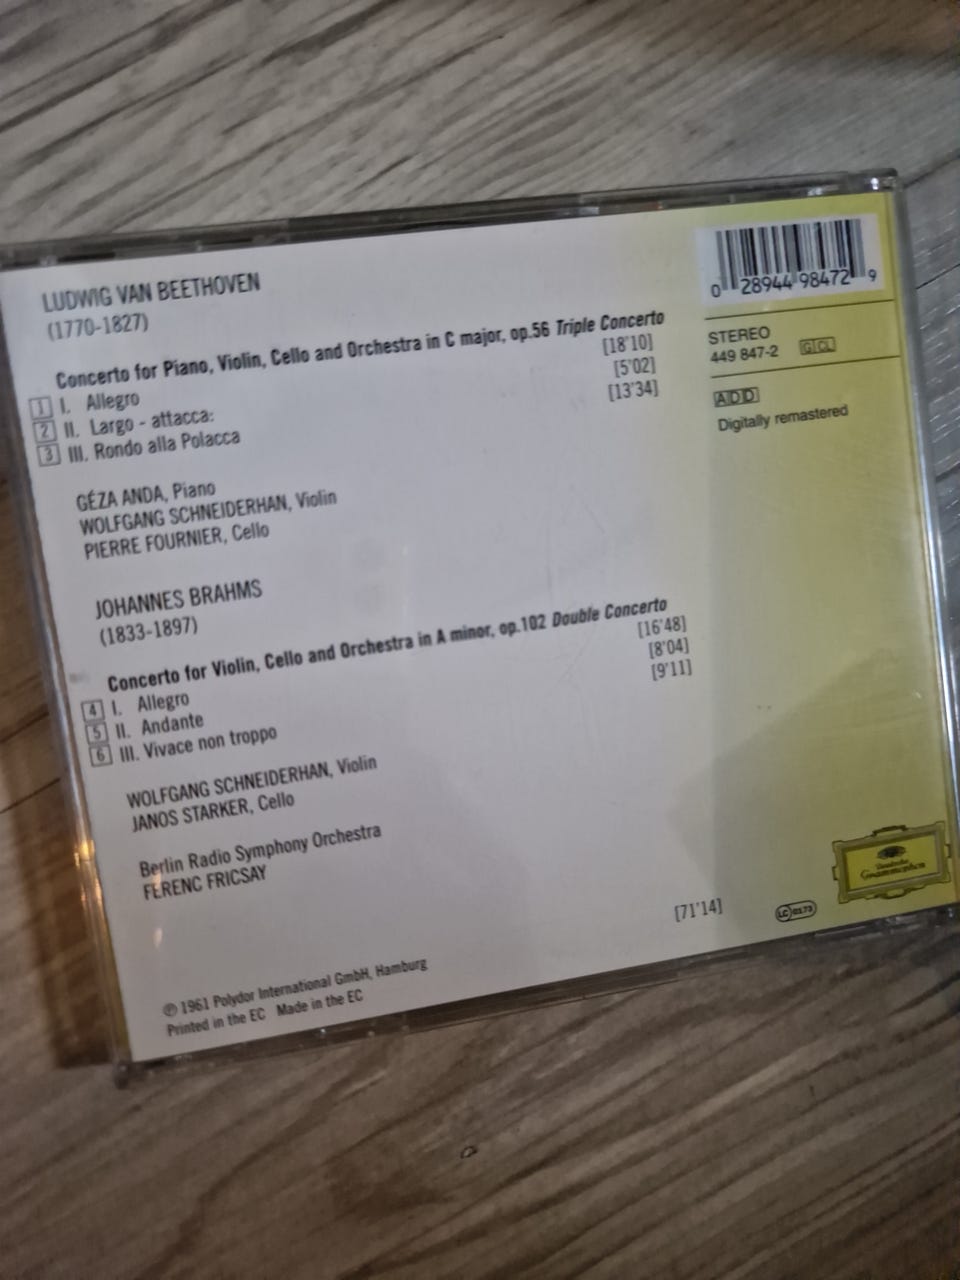 LUDWIG VAN BEETHOVEN
(1770-1827)
Concerto for Piano, Violin, Cello and Orchestra in C major, op.56 Triple Concerto
1 I. Allegro [18'10]
2 II. Largo - attacca: [5'02]
3 III. Rondo alla Polacca [13'34]
GÉZA ANDA, Piano
WOLFGANG SCHNEIDERHAN, Violin
PIERRE FOURNIER, Cello
JOHANNES BRAHMS
(1833-1897)
Concerto for Violin, Cello and Orchestra in A minor, op.102 Double Concerto
4 I. Allegro [16'48]
5 II. Andante [8'04]
6 III. Vivace non troppo [9'11]
WOLFGANG SCHNEIDERHAN, Violin
JANOS STARKER, Cello
Berlin Radio Symphony Orchestra
FERENC FRICSAY
[71'14]
℗ 1961 Polydor International GmbH, Hamburg
Printed in the EC Made in the EC
0 28944 98472 9
STEREO
449 847-2 GCL
ADD
Digitally remastered
Deutsche
Grammophon
LC 0173